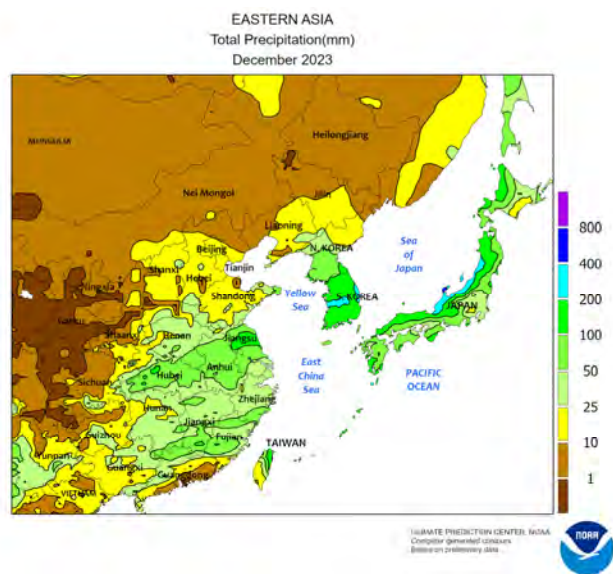 EASTERN ASIA
Total Precipitation(mm)
December 2023
Heilongjiang
Nei Mongol
Jilin
Liaoning
Beijing
N. KOREA
Sea
of
Japan
Shanxi
Hebei
Tianjin
Ningxia
Shandong
Yellow
Sea
S. KOREA
JAPAN
Gansu
Shaanxi
Henan
Jiangsu
Anhui
Hubei
East
China
Sea
PACIFIC
OCEAN
Sichuan
Zhejiang
Hunan
Jiangxi
Guizhou
Fujian
TAIWAN
Yunnan
Guangxi
Guangdong
VIETNAM
800
400
200
100
50
25
10
1
CLIMATE PREDICTION CENTER, NOAA
Computer generated contours
Based on preliminary data
NOAA